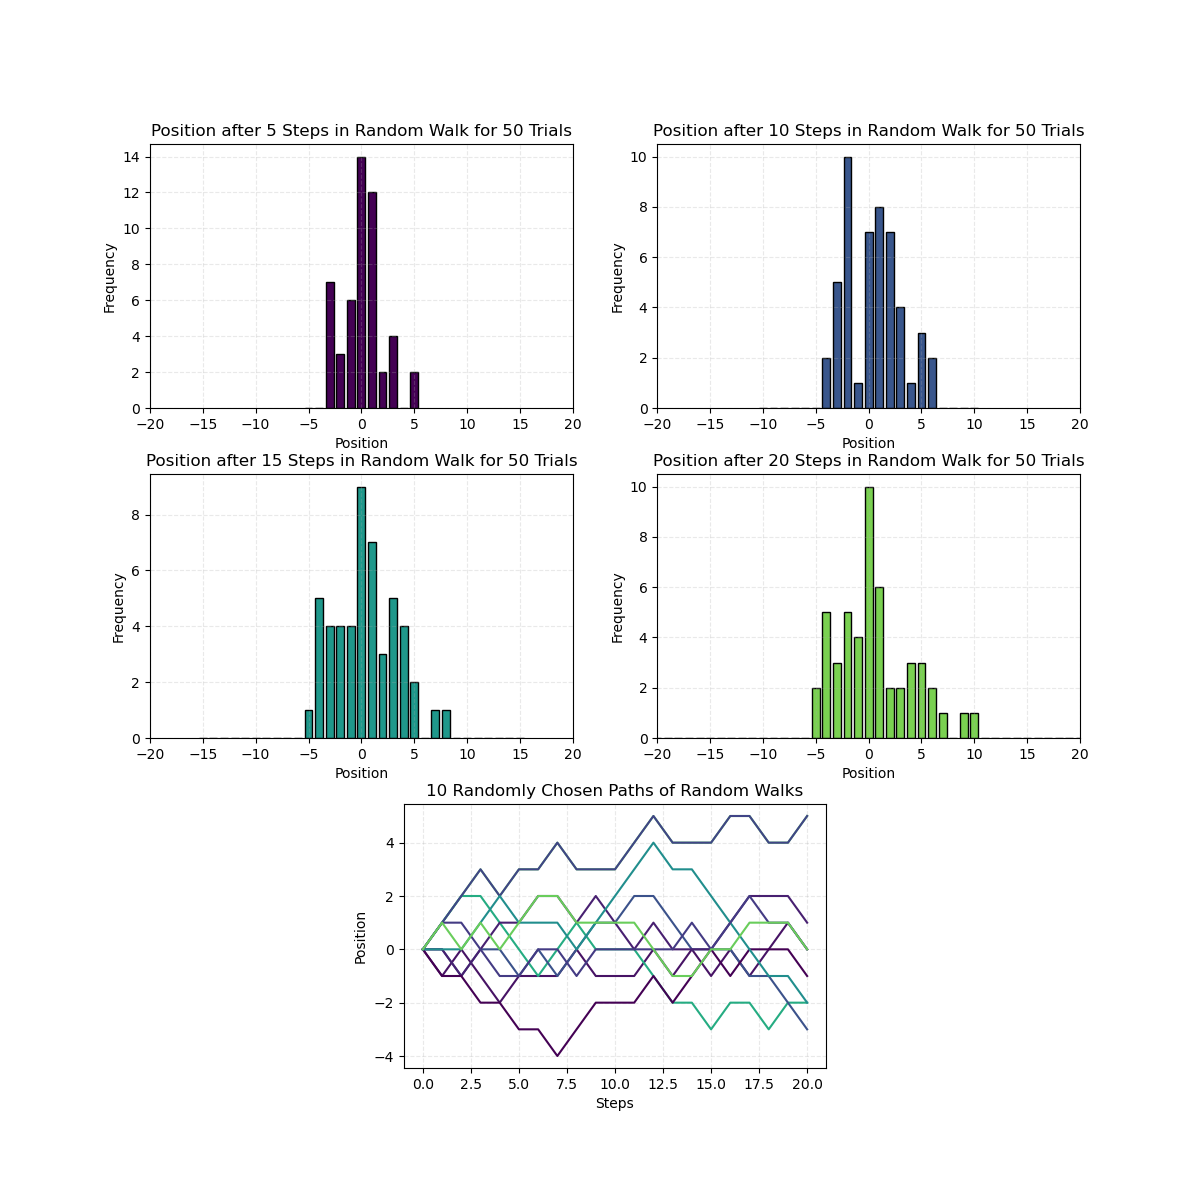 Position after 5 Steps in Random Walk for 50 Trials
Frequency
14
12
10
8
6
4
2
0
−20 −15 −10 −5 0 5 10 15 20
Position
Position after 10 Steps in Random Walk for 50 Trials
Frequency
10
8
6
4
2
0
−20 −15 −10 −5 0 5 10 15 20
Position
Position after 15 Steps in Random Walk for 50 Trials
Frequency
8
6
4
2
0
−20 −15 −10 −5 0 5 10 15 20
Position
Position after 20 Steps in Random Walk for 50 Trials
Frequency
10
8
6
4
2
0
−20 −15 −10 −5 0 5 10 15 20
Position
10 Randomly Chosen Paths of Random Walks
Position
4
2
0
−2
−4
0.0 2.5 5.0 7.5 10.0 12.5 15.0 17.5 20.0
Steps